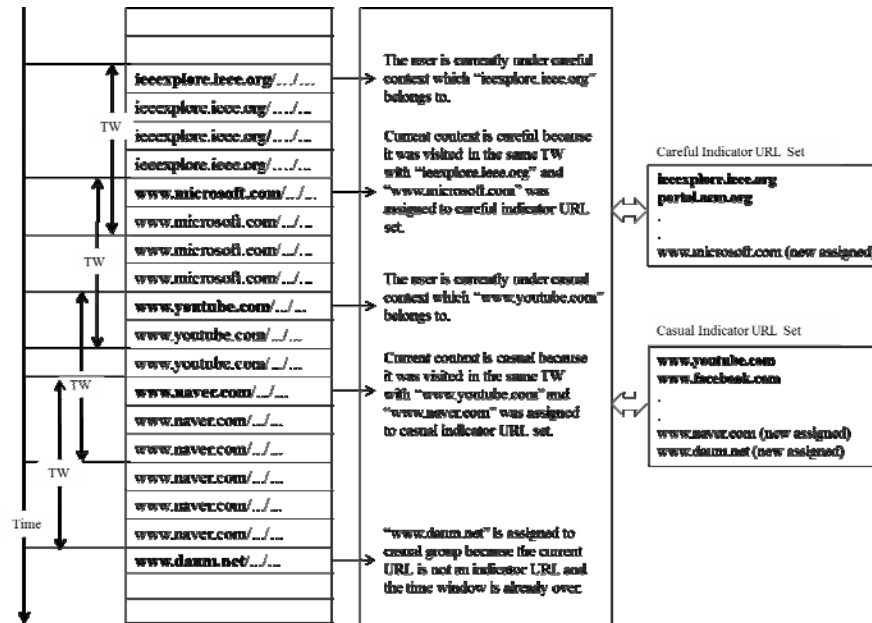 ieeexplore.ieee.org/.../...
ieeexplore.ieee.org/.../...
ieeexplore.ieee.org/.../...
ieeexplore.ieee.org/.../...
www.microsoft.com/.../...
www.microsoft.com/.../...
www.microsoft.com/.../...
www.microsoft.com/.../...
www.youtube.com/.../...
www.youtube.com/.../...
www.youtube.com/.../...
www.naver.com/.../...
www.naver.com/.../...
www.naver.com/.../...
www.naver.com/.../...
www.naver.com/.../...
www.naver.com/.../...
www.daum.net/.../...
TW
TW
TW
TW
Time
The user is currently under careful
context which "ieexplore.ieee.org"
belongs to.
Current context is careful because
it was visited in the same TW
with "ieexplore.ieee.org" and
"www.microsoft.com" was
assigned to careful indicator URL
set.
The user is currently under casual
context which "www.youtube.com"
belongs to.
Current context is casual because
it was visited in the same TW
with "www.youtube.com" and
"www.naver.com" was assigned
to casual indicator URL set.
"www.daum.net" is assigned to
casual group because the current
URL is not an indicator URL and
the time window is already over.
Careful Indicator URL Set
ieeexplore.ieee.org
portal.acm.org
.
.
www.microsoft.com (new assigned)
Casual Indicator URL Set
www.youtube.com
www.facebook.com
.
.
www.naver.com (new assigned)
www.daum.net (new assigned)